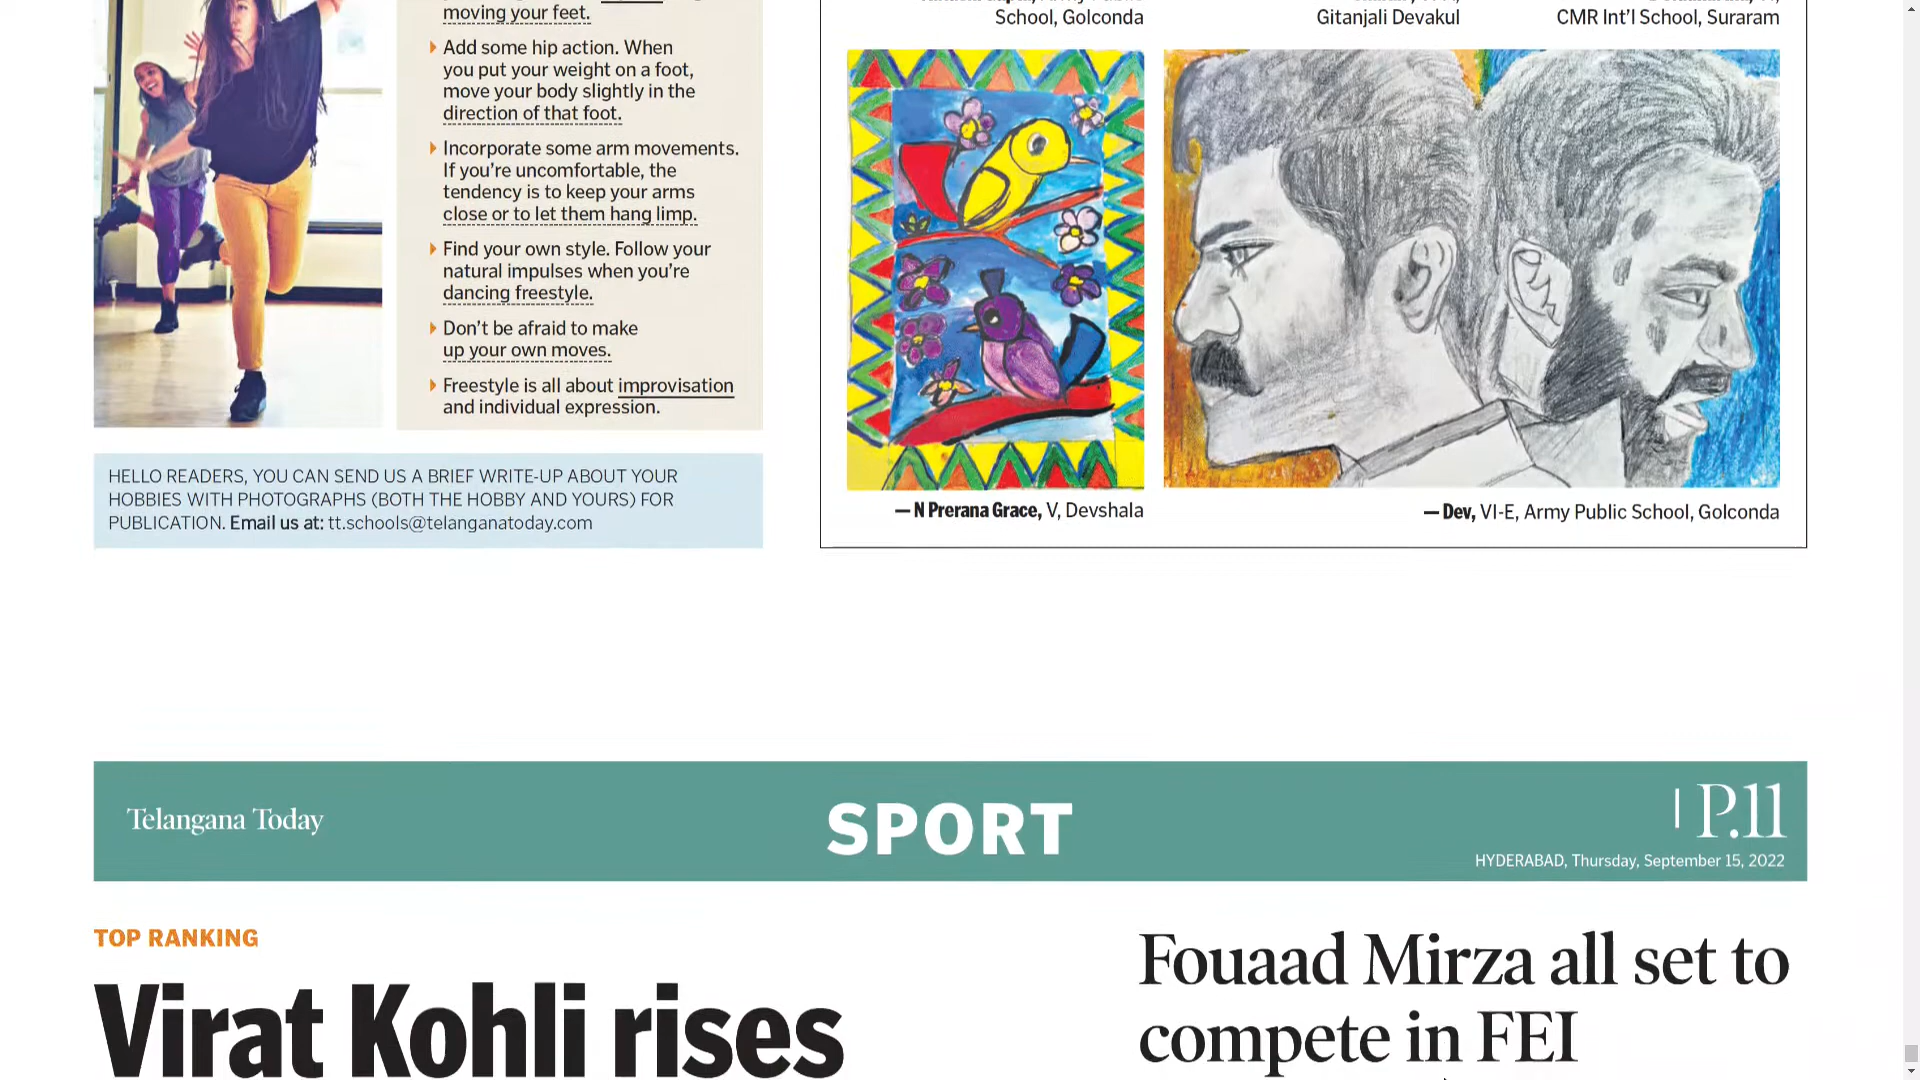 moving your feet.
Add some hip action. When
you put your weight on a foot,
move your body slightly in the
direction of that foot.
Incorporate some arm movements.
If you’re uncomfortable, the
tendency is to keep your arms
close or to let them hang limp.
Find your own style. Follow your
natural impulses when you’re
dancing freestyle.
Don’t be afraid to make
up your own moves.
Freestyle is all about improvisation
and individual expression.
HELLO READERS, YOU CAN SEND US A BRIEF WRITE-UP ABOUT YOUR
HOBBIES WITH PHOTOGRAPHS (BOTH THE HOBBY AND YOURS) FOR
PUBLICATION. Email us at: tt.schools@telanganatoday.com
School, Golconda
Gitanjali Devakul
CMR Int’l School, Suraram
— N Prerana Grace, V, Devshala
— Dev, VI-E, Army Public School, Golconda
Telangana Today
SPORT
P.11
HYDERABAD, Thursday, September 15, 2022
TOP RANKING
Virat Kohli rises
Fouaad Mirza all set to
compete in FEI